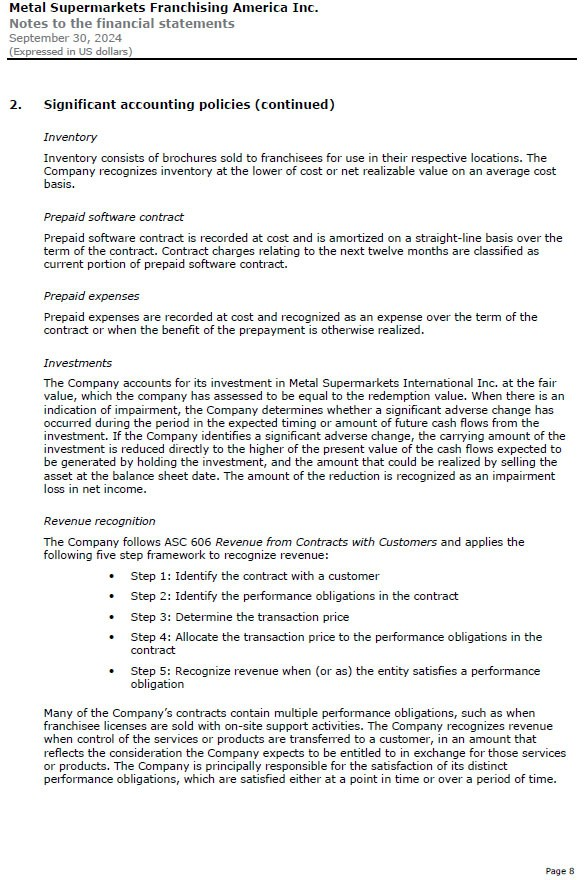 Metal Supermarkets Franchising America Inc.
Notes to the financial statements
September 30, 2024
(Expressed in US dollars)
2. Significant accounting policies (continued)
Inventory
Inventory consists of brochures sold to franchisees for use in their respective locations. The
Company recognizes inventory at the lower of cost or net realizable value on an average cost
basis.
Prepaid software contract
Prepaid software contract is recorded at cost and is amortized on a straight-line basis over the
term of the contract. Contract charges relating to the next twelve months are classified as
current portion of prepaid software contract.
Prepaid expenses
Prepaid expenses are recorded at cost and recognized as an expense over the term of the
contract or when the benefit of the prepayment is otherwise realized.
Investments
The Company accounts for its investment in Metal Supermarkets International Inc. at the fair
value, which the company has assessed to be equal to the redemption value. When there is an
indication of impairment, the Company determines whether a significant adverse change has
occurred during the period in the expected timing or amount of future cash flows from the
investment. If the Company identifies a significant adverse change, the carrying amount of the
investment is reduced directly to the higher of the present value of the cash flows expected to
be generated by holding the investment, and the amount that could be realized by selling the
asset at the balance sheet date. The amount of the reduction is recognized as an impairment
loss in net income.
Revenue recognition
The Company follows ASC 606 Revenue from Contracts with Customers and applies the
following five step framework to recognize revenue:
• Step 1: Identify the contract with a customer
• Step 2: Identify the performance obligations in the contract
• Step 3: Determine the transaction price
• Step 4: Allocate the transaction price to the performance obligations in the
contract
• Step 5: Recognize revenue when (or as) the entity satisfies a performance
obligation
Many of the Company's contracts contain multiple performance obligations, such as when
franchisee licenses are sold with on-site support activities. The Company recognizes revenue
when control of the services or products are transferred to a customer, in an amount that
reflects the consideration the Company expects to be entitled to in exchange for those services
or products. The Company is principally responsible for the satisfaction of its distinct
performance obligations, which are satisfied either at a point in time or over a period of time.
Page 8